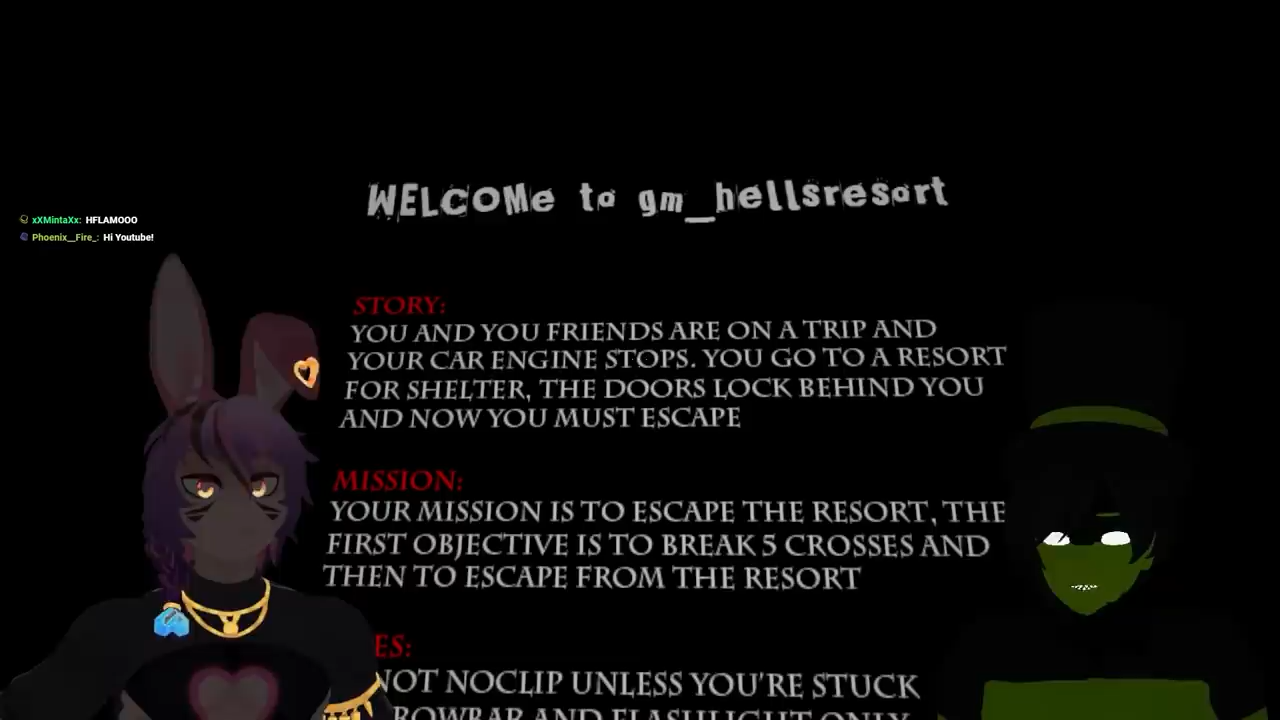 WELCOMe to gm_hellsresort
xXMintaXx: HFLAMOOO
Phoenix__Fire_: Hi Youtube!
STORY:
YOU AND YOU FRIENDS ARE ON A TRIP AND
YOUR CAR ENGINE STOPS. YOU GO TO A RESORT
FOR SHELTER, THE DOORS LOCK BEHIND YOU
AND NOW YOU MUST ESCAPE
MISSION:
YOUR MISSION IS TO ESCAPE THE RESORT, THE
FIRST OBJECTIVE IS TO BREAK 5 CROSSES AND
THEN TO ESCAPE FROM THE RESORT
NOT NOCLIP UNLESS YOU'RE STUCK
AND FLASHLIGHT ONLY